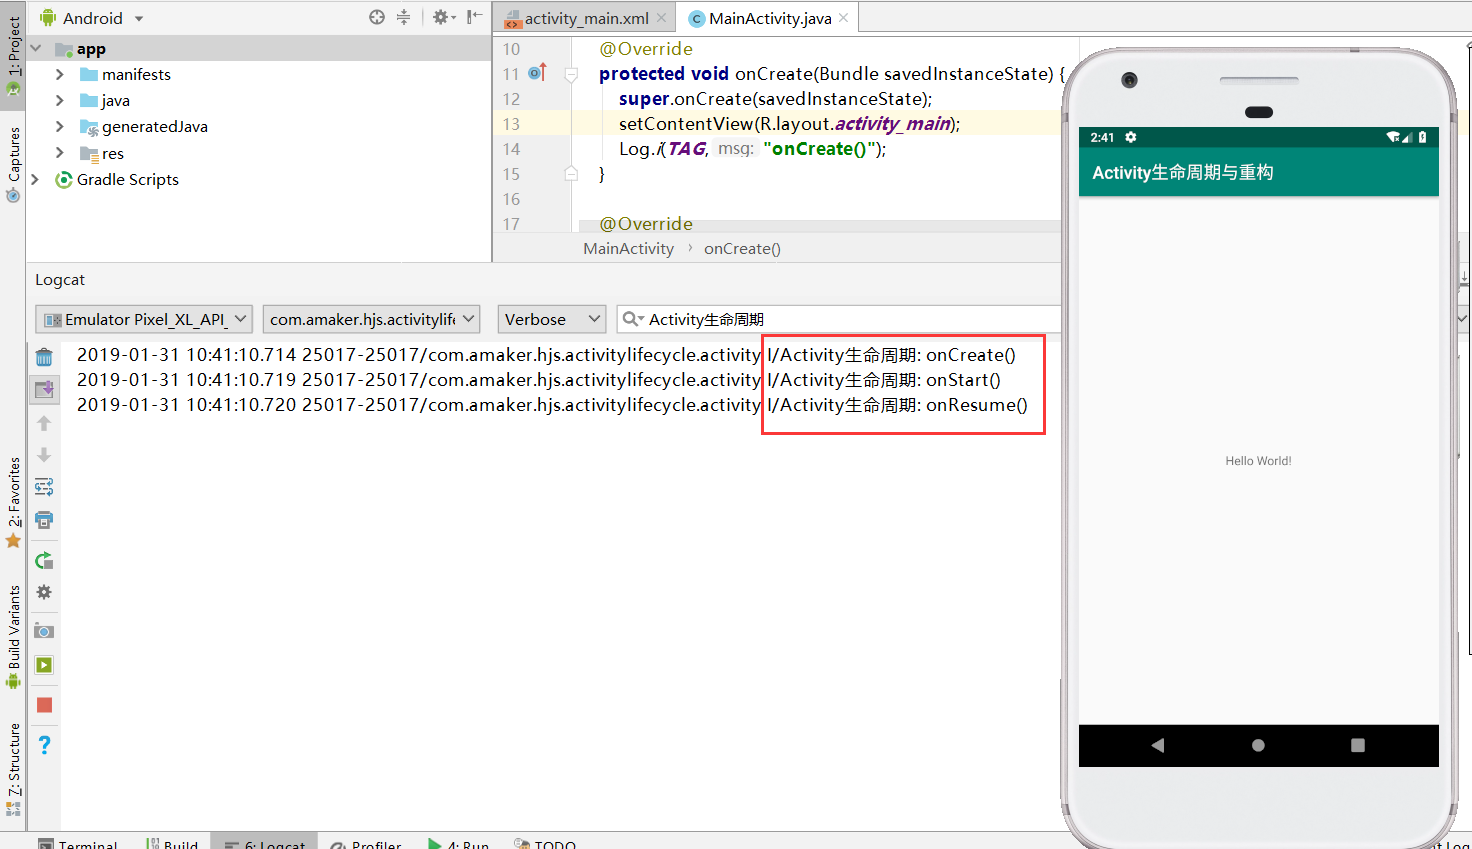 1: Project
Captures
2: Favorites
Build Variants
7: Structure
Android
app
manifests
java
generatedJava
res
Gradle Scripts
activity_main.xml
MainActivity.java
10 @Override
11 protected void onCreate(Bundle savedInstanceState) {
12 super.onCreate(savedInstanceState);
13 setContentView(R.layout.activity_main);
14 Log.i(TAG, msg: "onCreate()");
15 }
16
17 @Override
MainActivity › onCreate()
Logcat
Emulator Pixel_XL_API_
com.amaker.hjs.activitylife
Verbose
Activity生命周期
2019-01-31 10:41:10.714 25017-25017/com.amaker.hjs.activitylifecycle.activity I/Activity生命周期: onCreate()
2019-01-31 10:41:10.719 25017-25017/com.amaker.hjs.activitylifecycle.activity I/Activity生命周期: onStart()
2019-01-31 10:41:10.720 25017-25017/com.amaker.hjs.activitylifecycle.activity I/Activity生命周期: onResume()
2:41
Activity生命周期与重构
Hello World!
Terminal
Build
6: Logcat
Profiler
4: Run
TODO